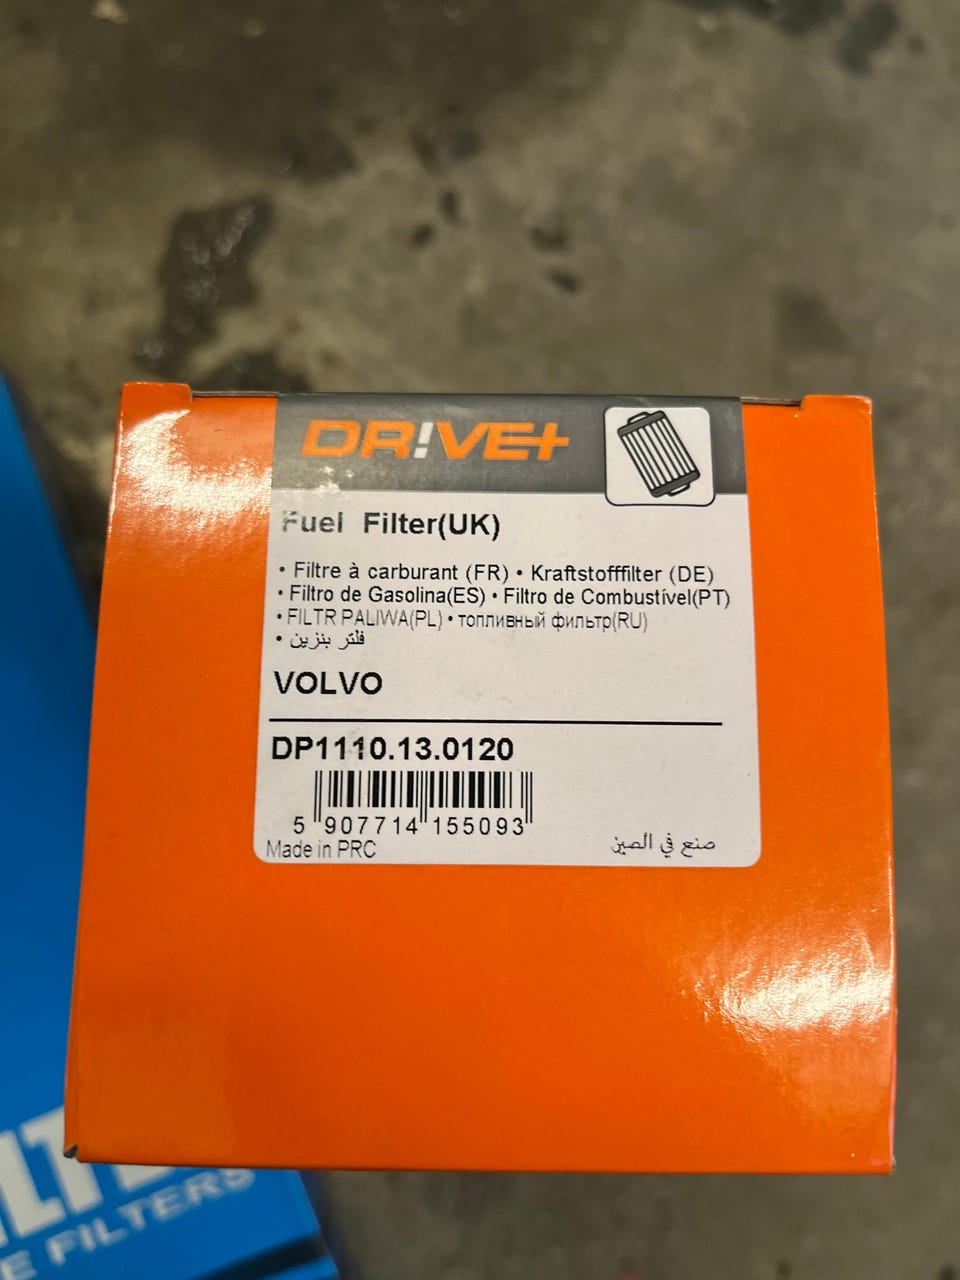 DR!VE+
Fuel Filter(UK)
• Filtre à carburant (FR) • Kraftstofffilter (DE)
• Filtro de Gasolina(ES) • Filtro de Combustível(PT)
• FILTR PALIWA(PL) • топливный фильтр(RU)
• فلتر بنزين
VOLVO
DP1110.13.0120
5 907714 155093
Made in PRC صنع في الصين
FILTERS